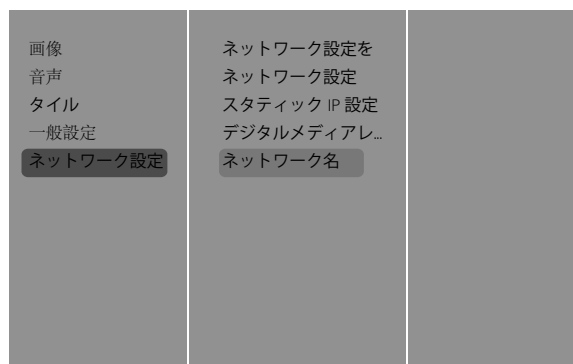 画像
音声
タイル
一般設定
ネットワーク設定
ネットワーク設定を
ネットワーク設定
スタティック IP 設定
デジタルメディアレ...
ネットワーク名